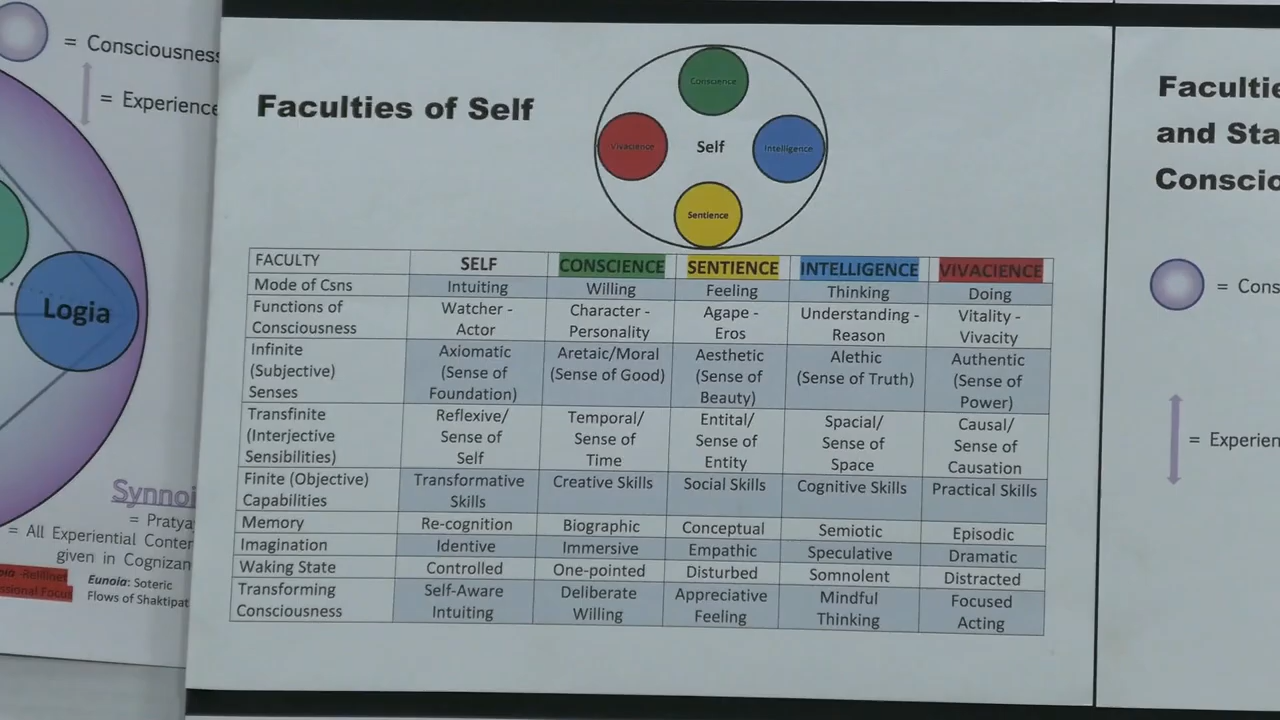 = Consciousness
= Experience
Logia
Synnoi
= Pratya
= All Experiential Conter
given in Cognizan
Eunoia: Soteric
Flows of Shaktipat
Faculties of Self
Conscience
Vivacience
Self
Intelligence
Sentience
FACULTY SELF CONSCIENCE SENTIENCE INTELLIGENCE VIVACIENCE
Mode of Csns Intuiting Willing Feeling Thinking Doing
Functions of Watcher - Character - Agape - Understanding - Vitality -
Consciousness Actor Personality Eros Reason Vivacity
Infinite Axiomatic Aretaic/Moral Aesthetic Alethic Authentic
(Subjective) (Sense of (Sense of Good) (Sense of (Sense of Truth) (Sense of
Senses Foundation) Beauty) Power)
Transfinite Reflexive/ Temporal/ Entital/ Spacial/ Causal/
(Interjective Sense of Sense of Sense of Sense of Sense of
Sensibilities) Self Time Entity Space Causation
Finite (Objective) Transformative Creative Skills Social Skills Cognitive Skills Practical Skills
Capabilities Skills
Memory Re-cognition Biographic Conceptual Semiotic Episodic
Imagination Identive Immersive Empathic Speculative Dramatic
Waking State Controlled One-pointed Disturbed Somnolent Distracted
Transforming Self-Aware Deliberate Appreciative Mindful Focused
Consciousness Intuiting Willing Feeling Thinking Acting
Facultie
and Sta
Conscio
= Cons
= Experien